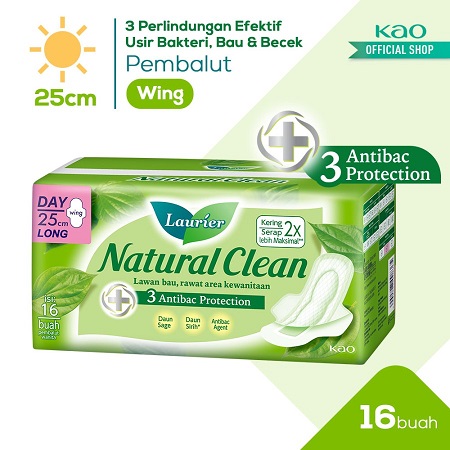 3 Perlindungan Efektif
Usir Bakteri, Bau & Becek
Pembalut
Wing
25cm
Kao
OFFICIAL SHOP
3 Antibac
Protection
DAY
25cm
wing
LONG
Laurier
Kering
Serap 2X
lebih Maksimal**
Natural Clean
Lawan bau, rawat area kewanitaan
3 Antibac Protection
isi:
16
buah
pembalut
wanita
Daun
Sage
Daun
Sirih*
Antibac
Agent
Kao
16buah